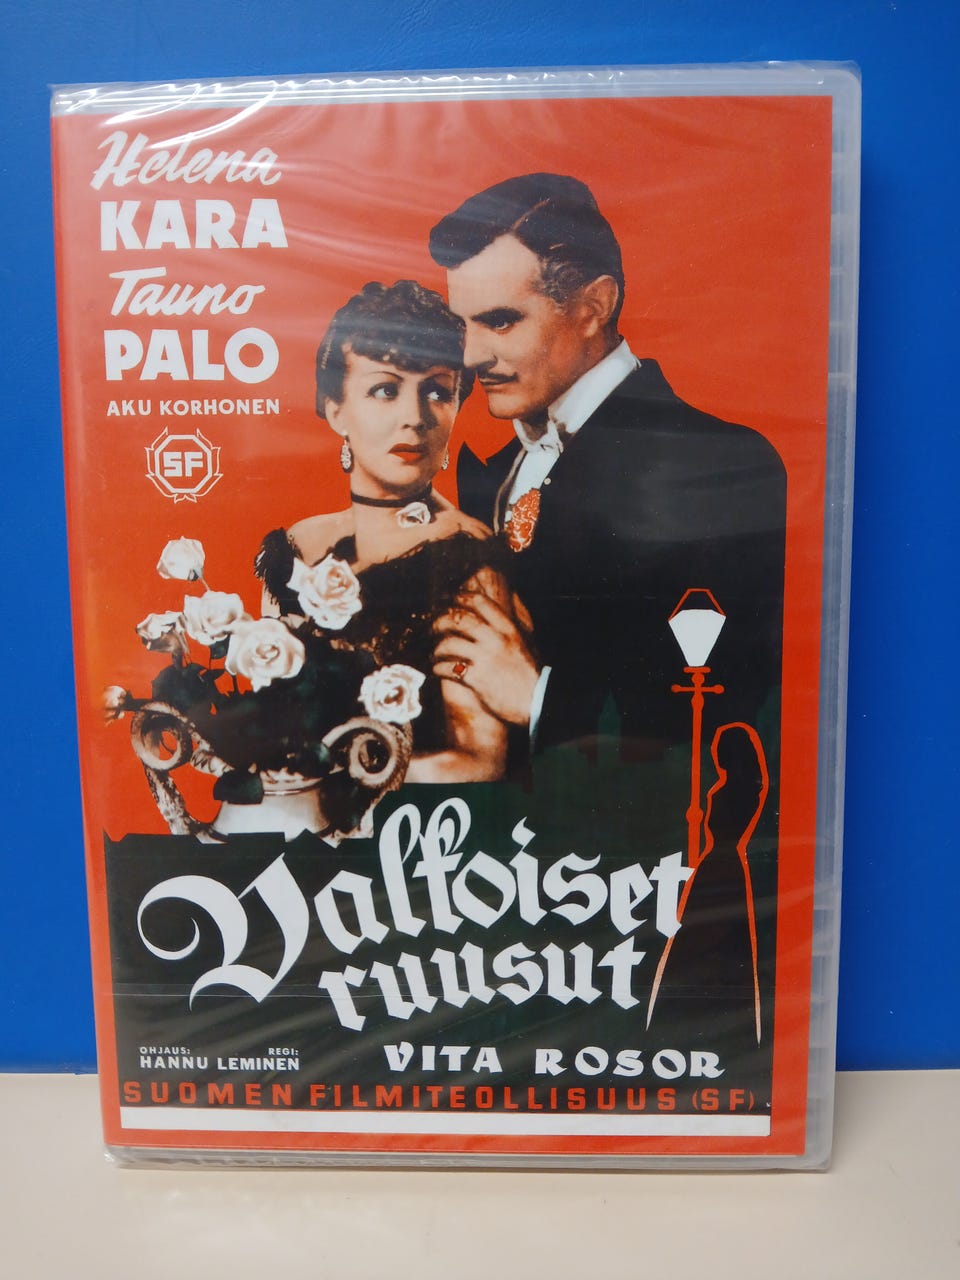 Helena
KARA
Tauno
PALO
AKU KORHONEN
SF
Valkoiset
ruusut
OHJAUS: REGI:
HANNU LEMINEN
VITA ROSOR
SUOMEN FILMITEOLLISUUS (SF)